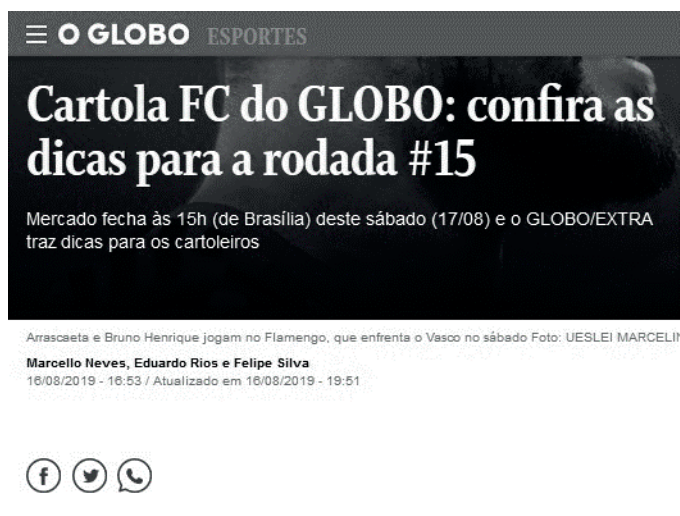 O GLOBO ESPORTES
Cartola FC do GLOBO: confira as
dicas para a rodada #15
Mercado fecha às 15h (de Brasília) deste sábado (17/08) e o GLOBO/EXTRA
traz dicas para os cartoleiros
Arrascaeta e Bruno Henrique jogam no Flamengo, que enfrenta o Vasco no sábado Foto: UESLEI
Marcello Neves, Eduardo Rios e Felipe Silva
16/08/2019 - 16:53 / Atualizado em 16/08/2019 - 19:51